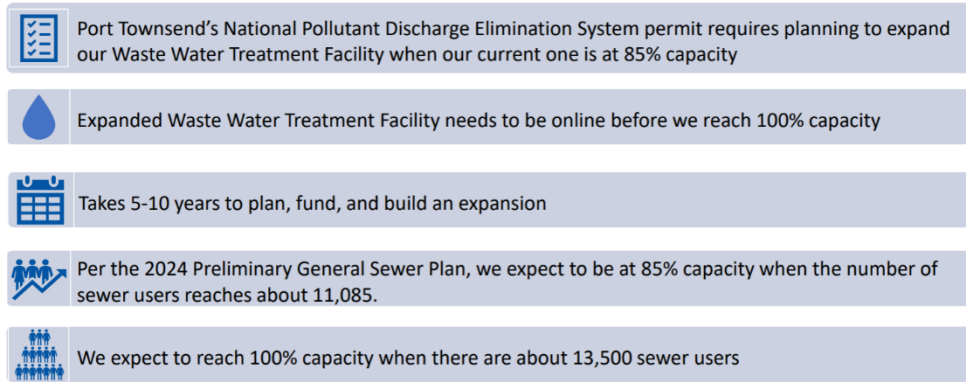 Port Townsend’s National Pollutant Discharge Elimination System permit requires planning to expand
our Waste Water Treatment Facility when our current one is at 85% capacity
Expanded Waste Water Treatment Facility needs to be online before we reach 100% capacity
Takes 5-10 years to plan, fund, and build an expansion
Per the 2024 Preliminary General Sewer Plan, we expect to be at 85% capacity when the number of
sewer users reaches about 11,085.
We expect to reach 100% capacity when there are about 13,500 sewer users